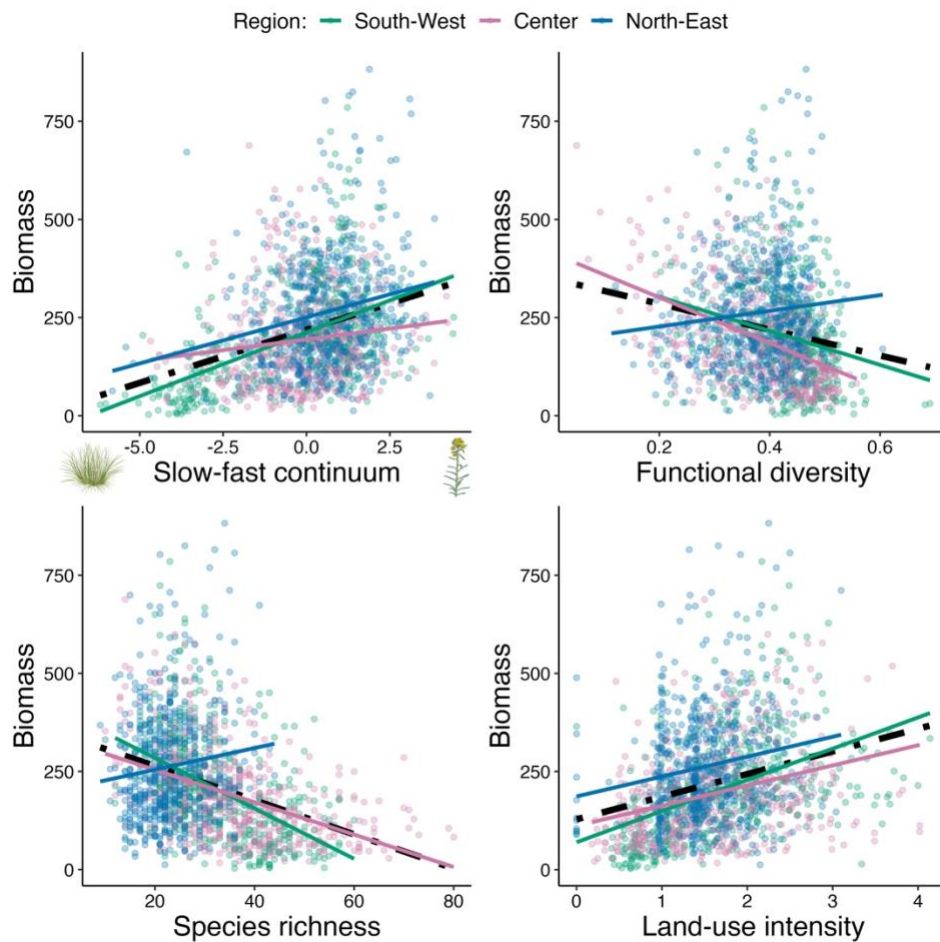 Region: South-West Center North-East
Biomass
750
500
250
0
-5.0 -2.5 0.0 2.5
Slow-fast continuum
Biomass
750
500
250
0
0.2 0.4 0.6
Functional diversity
Biomass
750
500
250
0
20 40 60 80
Species richness
Biomass
750
500
250
0
0 1 2 3 4
Land-use intensity